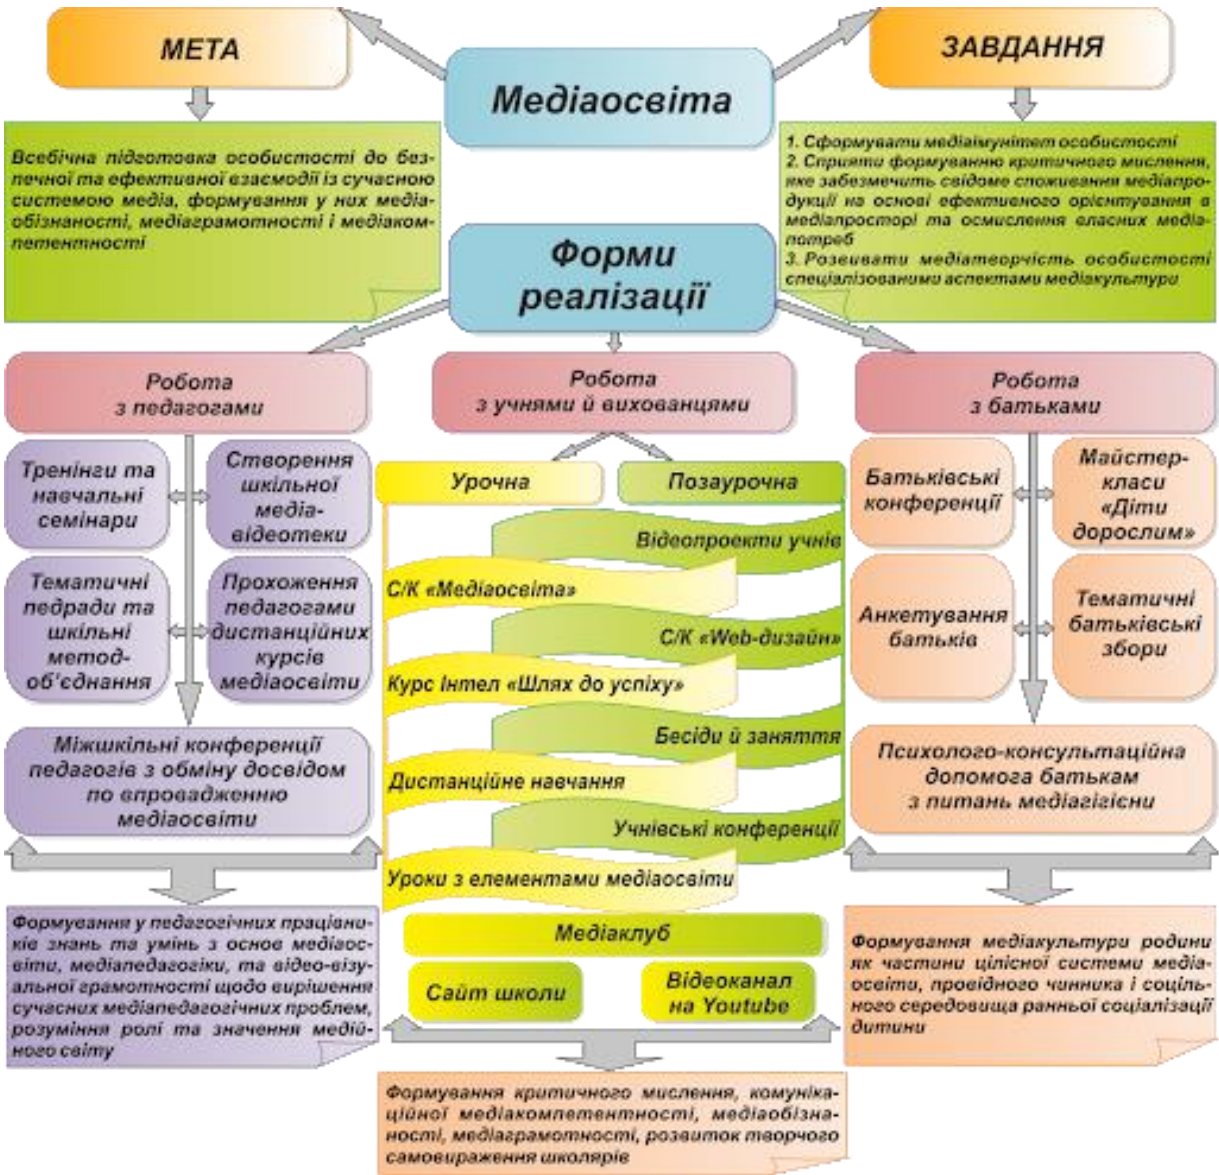 МЕТА
Медіаосвіта
ЗАВДАННЯ
Всебічна підготовка особистості до без-
печної та ефективної взаємодії із сучасною
системою медіа, формування у них медіа-
обізнаності, медіаграмотності і медіаком-
петентності
1. Сформувати медіаімунітет особистості
2. Сприяти формуванню критичного мислення,
яке забезмечить свідоме споживання медіапро-
дукції на основі ефективного орієнтування в
медіапросторі та осмислення власних медіа-
потреб
3. Розвивати медіатворчість особистості
спеціалізованими аспектами медіакультури
Форми
реалізації
Робота
з педагогами
Тренінги та
навчальні
семінари
Створення
шкільної
медіа-
відеотеки
Тематичні
педради та
шкільні
метод-
об'єднання
Прохоження
педагогами
дистанційних
курсів
медіаосвіти
Міжшкільні конференції
педагогів з обміну досвідом
по впровадженню
медіаосвіти
Формування у педагогічних працівни-
ків знань та умінь з основ медіаос-
віти, медіапедагогіки, та відео-візу-
альної грамотності щодо вирішення
сучасних медіапедагогічних проблем,
розуміння ролі та значення медій-
ного світу
Робота
з учнями й вихованцями
Урочна
Позаурочна
Відеопроекти учнів
С/К «Медіаосвіта»
С/К «Web-дизайн»
Курс Інтел «Шлях до успіху»
Бесіди й заняття
Дистанційне навчання
Учнівські конференції
Уроки з елементами медіаосвіти
Медіаклуб
Сайт школи
Відеоканал
на Youtube
Формування критичного мислення, комуніка-
ційної медіакомпетентності, медіаобізна-
ності, медіаграмотності, розвиток творчого
самовираження школярів
Робота
з батьками
Батьківські
конференції
Майстер-
класи
«Діти
дорослим»
Анкетування
батьків
Тематичні
батьківські
збори
Психолого-консультаційна
допомога батькам
з питань медіагігієни
Формування медіакультури родини
як частини цілісної системи медіа-
освіти, провідного чинника і соціль-
ного середовища ранньої соціалізації
дитини